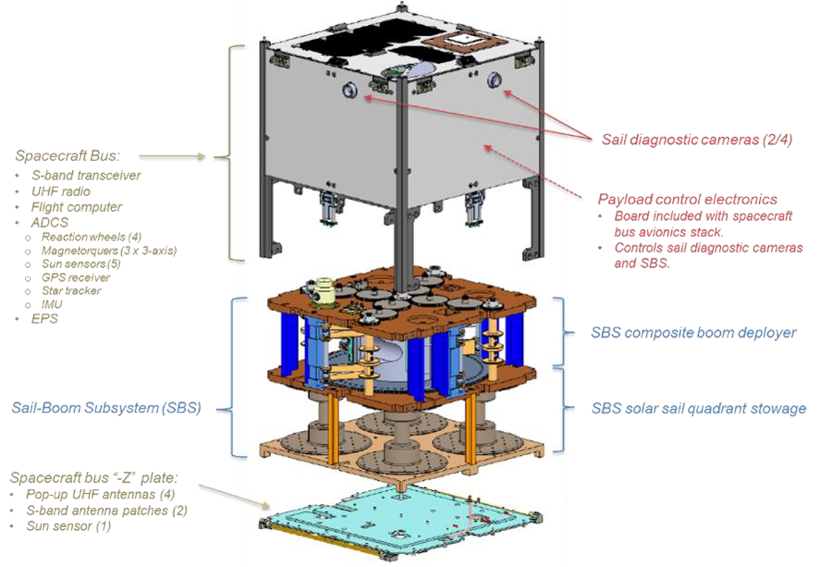 Spacecraft Bus:
• S-band transceiver
• UHF radio
• Flight computer
• ADCS
o Reaction wheels (4)
o Magnetorquers (3 x 3-axis)
o Sun sensors (5)
o GPS receiver
o Star tracker
o IMU
• EPS
Sail diagnostic cameras (2/4)
Payload control electronics
• Board included with spacecraft
bus avionics stack.
• Controls sail diagnostic cameras
and SBS.
Sail-Boom Subsystem (SBS)
SBS composite boom deployer
SBS solar sail quadrant stowage
Spacecraft bus “-Z” plate:
• Pop-up UHF antennas (4)
• S-band antenna patches (2)
• Sun sensor (1)